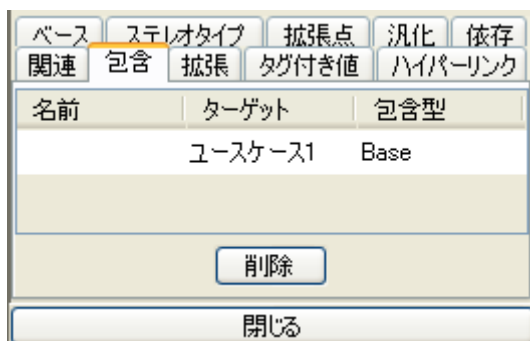 ベース ステレオタイプ 拡張点 汎化 依存
関連 包含 拡張 タグ付き値 ハイパーリンク
名前 ターゲット 包含型
ユースケース1 Base
削除
閉じる